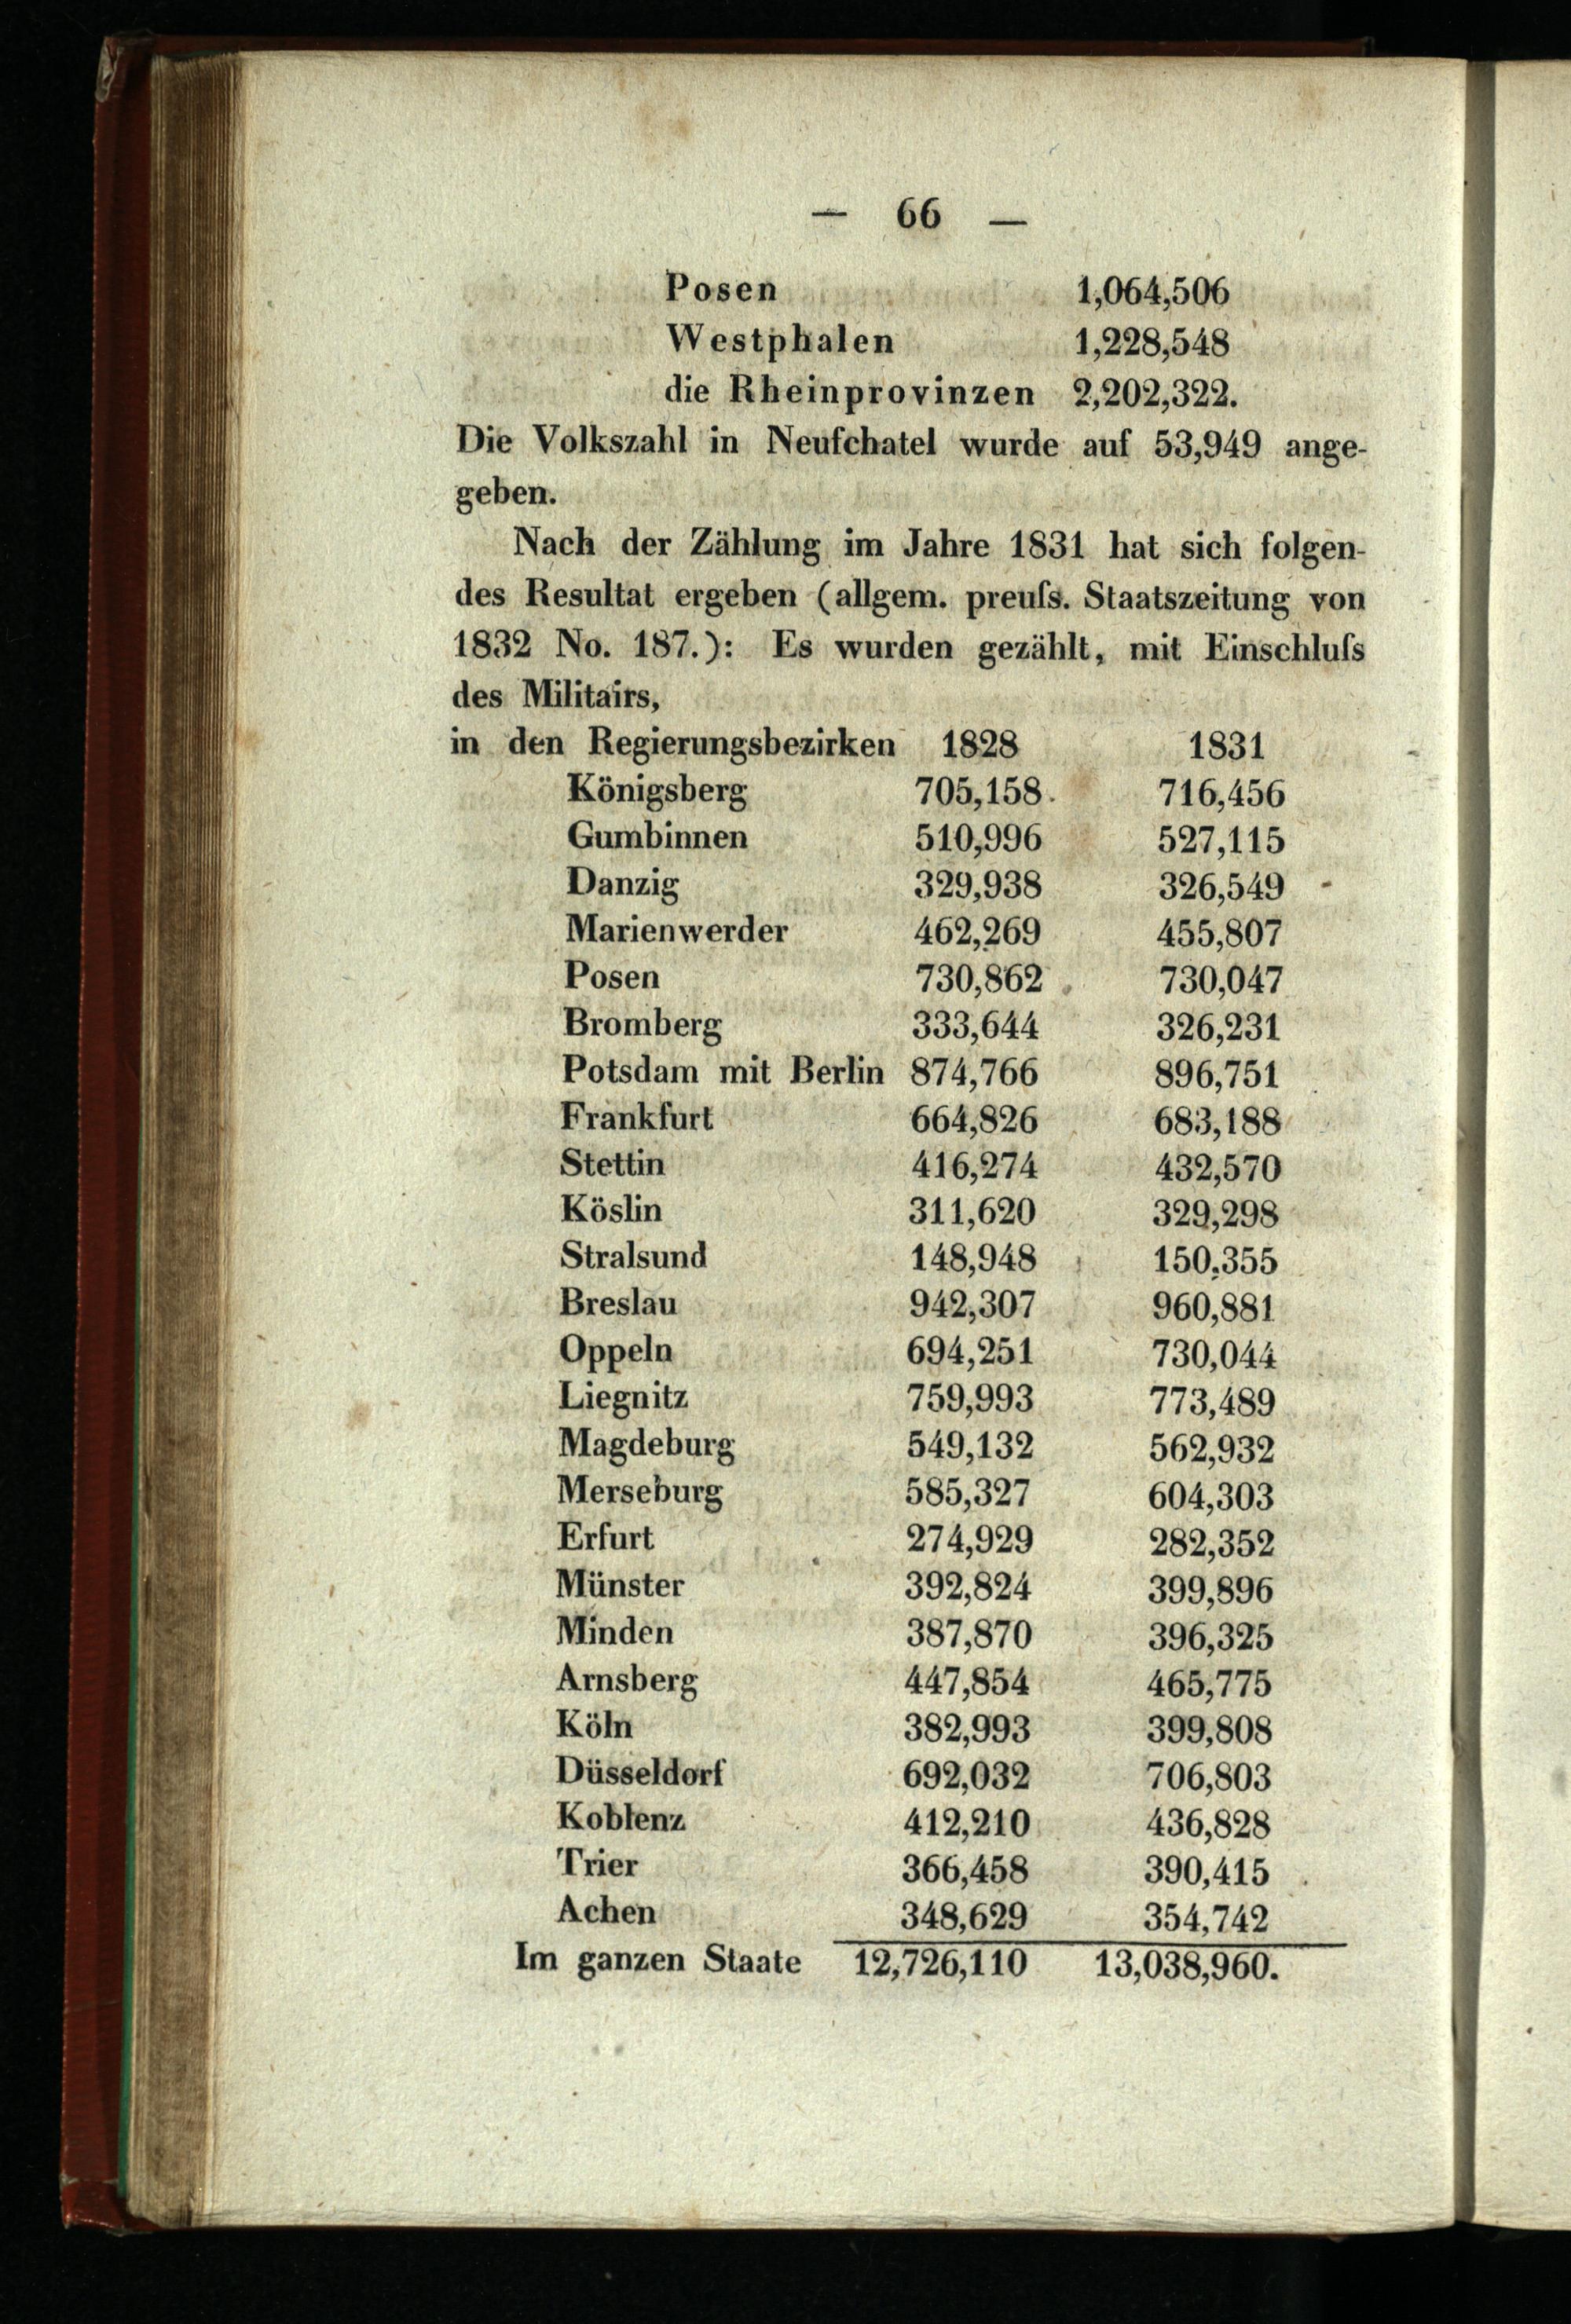 — 66 —
Posen 1,064,506
Westphalen 1,228,548
die Rheinprovinzen 2,202,322.
Die Volkszahl in Neufchatel wurde auf 53,949 ange-
geben.
Nach der Zählung im Jahre 1831 hat sich folgen-
des Resultat ergeben (allgem. preuſs. Staatszeitung von
1832 No. 187.): Es wurden gezählt, mit Einschluſs
des Militairs,
in den Regierungsbezirken 1828 1831
Königsberg 705,158 716,456
Gumbinnen 510,996 527,115
Danzig 329,938 326,549
Marienwerder 462,269 455,807
Posen 730,862 730,047
Bromberg 333,644 326,231
Potsdam mit Berlin 874,766 896,751
Frankfurt 664,826 683,188
Stettin 416,274 432,570
Köslin 311,620 329,298
Stralsund 148,948 150,355
Breslau 942,307 960,881
Oppeln 694,251 730,044
Liegnitz 759,993 773,489
Magdeburg 549,132 562,932
Merseburg 585,327 604,303
Erfurt 274,929 282,352
Münster 392,824 399,896
Minden 387,870 396,325
Arnsberg 447,854 465,775
Köln 382,993 399,808
Düsseldorf 692,032 706,803
Koblenz 412,210 436,828
Trier 366,458 390,415
Achen 348,629 354,742
Im ganzen Staate 12,726,110 13,038,960.